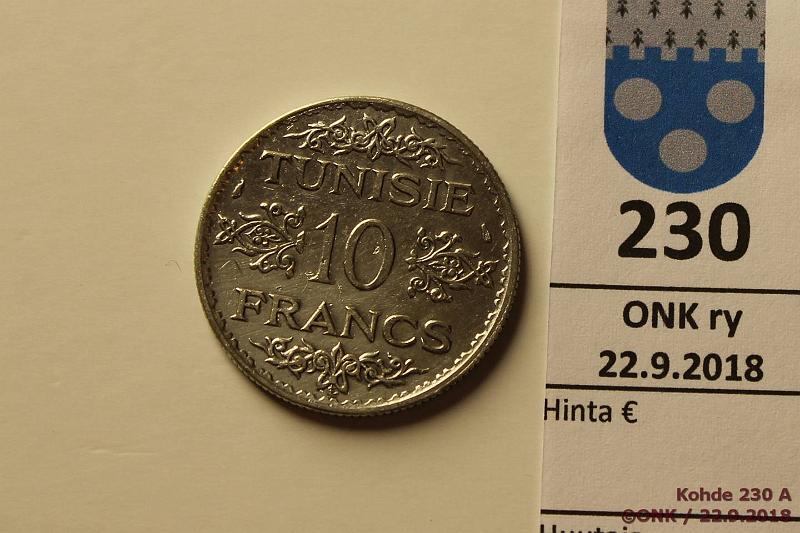 TUNISIE
10
FRANCS
230
ONK ry
22.9.2018
Hinta €
Kohde 230 A
©ONK / 22.9.2018